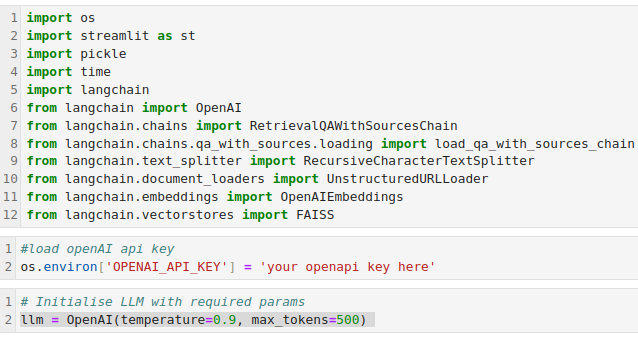 1 import os
2 import streamlit as st
3 import pickle
4 import time
5 import langchain
6 from langchain import OpenAI
7 from langchain.chains import RetrievalQAWithSourcesChain
8 from langchain.chains.qa_with_sources.loading import load_qa_with_sources_chain
9 from langchain.text_splitter import RecursiveCharacterTextSplitter
10 from langchain.document_loaders import UnstructuredURLLoader
11 from langchain.embeddings import OpenAIEmbeddings
12 from langchain.vectorstores import FAISS
1 #load openAI api key
2 os.environ['OPENAI_API_KEY'] = 'your openapi key here'
1 # Initialise LLM with required params
2 llm = OpenAI(temperature=0.9, max_tokens=500)